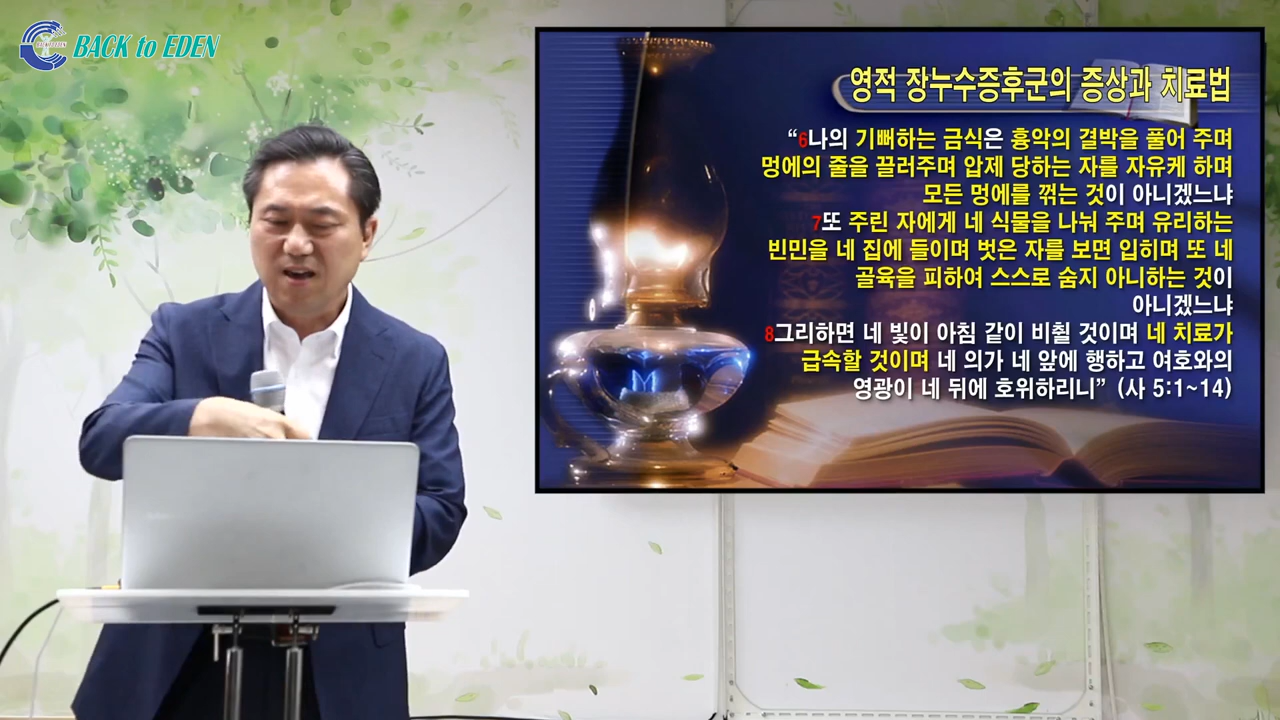 BACK to EDEN
영적 장누수증후군의 증상과 치료법
“6나의 기뻐하는 금식은 흉악의 결박을 풀어 주며
멍에의 줄을 끌러주며 압제 당하는 자를 자유케 하며
모든 멍에를 꺾는 것이 아니겠느냐
7또 주린 자에게 네 식물을 나눠 주며 유리하는
빈민을 네 집에 들이며 벗은 자를 보면 입히며 또 네
골육을 피하여 스스로 숨지 아니하는 것이
아니겠느냐
8그리하면 네 빛이 아침 같이 비췰 것이며 네 치료가
급속할 것이며 네 의가 네 앞에 행하고 여호와의
영광이 네 뒤에 호위하리니” (사 5:1~14)